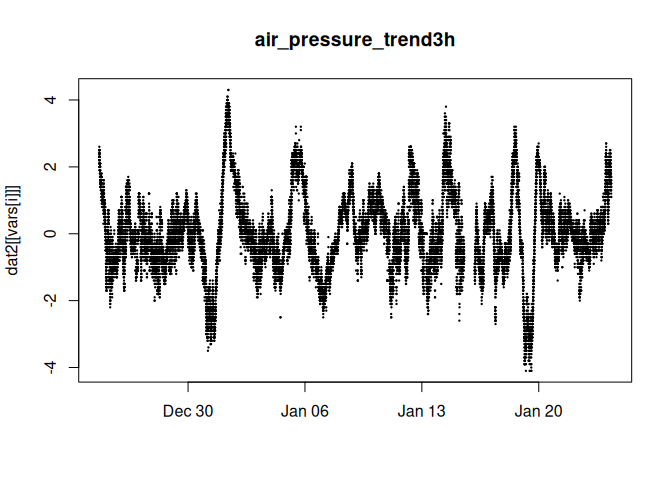 air_pressure_trend3h
dat2[[vars[i]]]
4
2
0
-2
-4
Dec 30
Jan 06
Jan 13
Jan 20